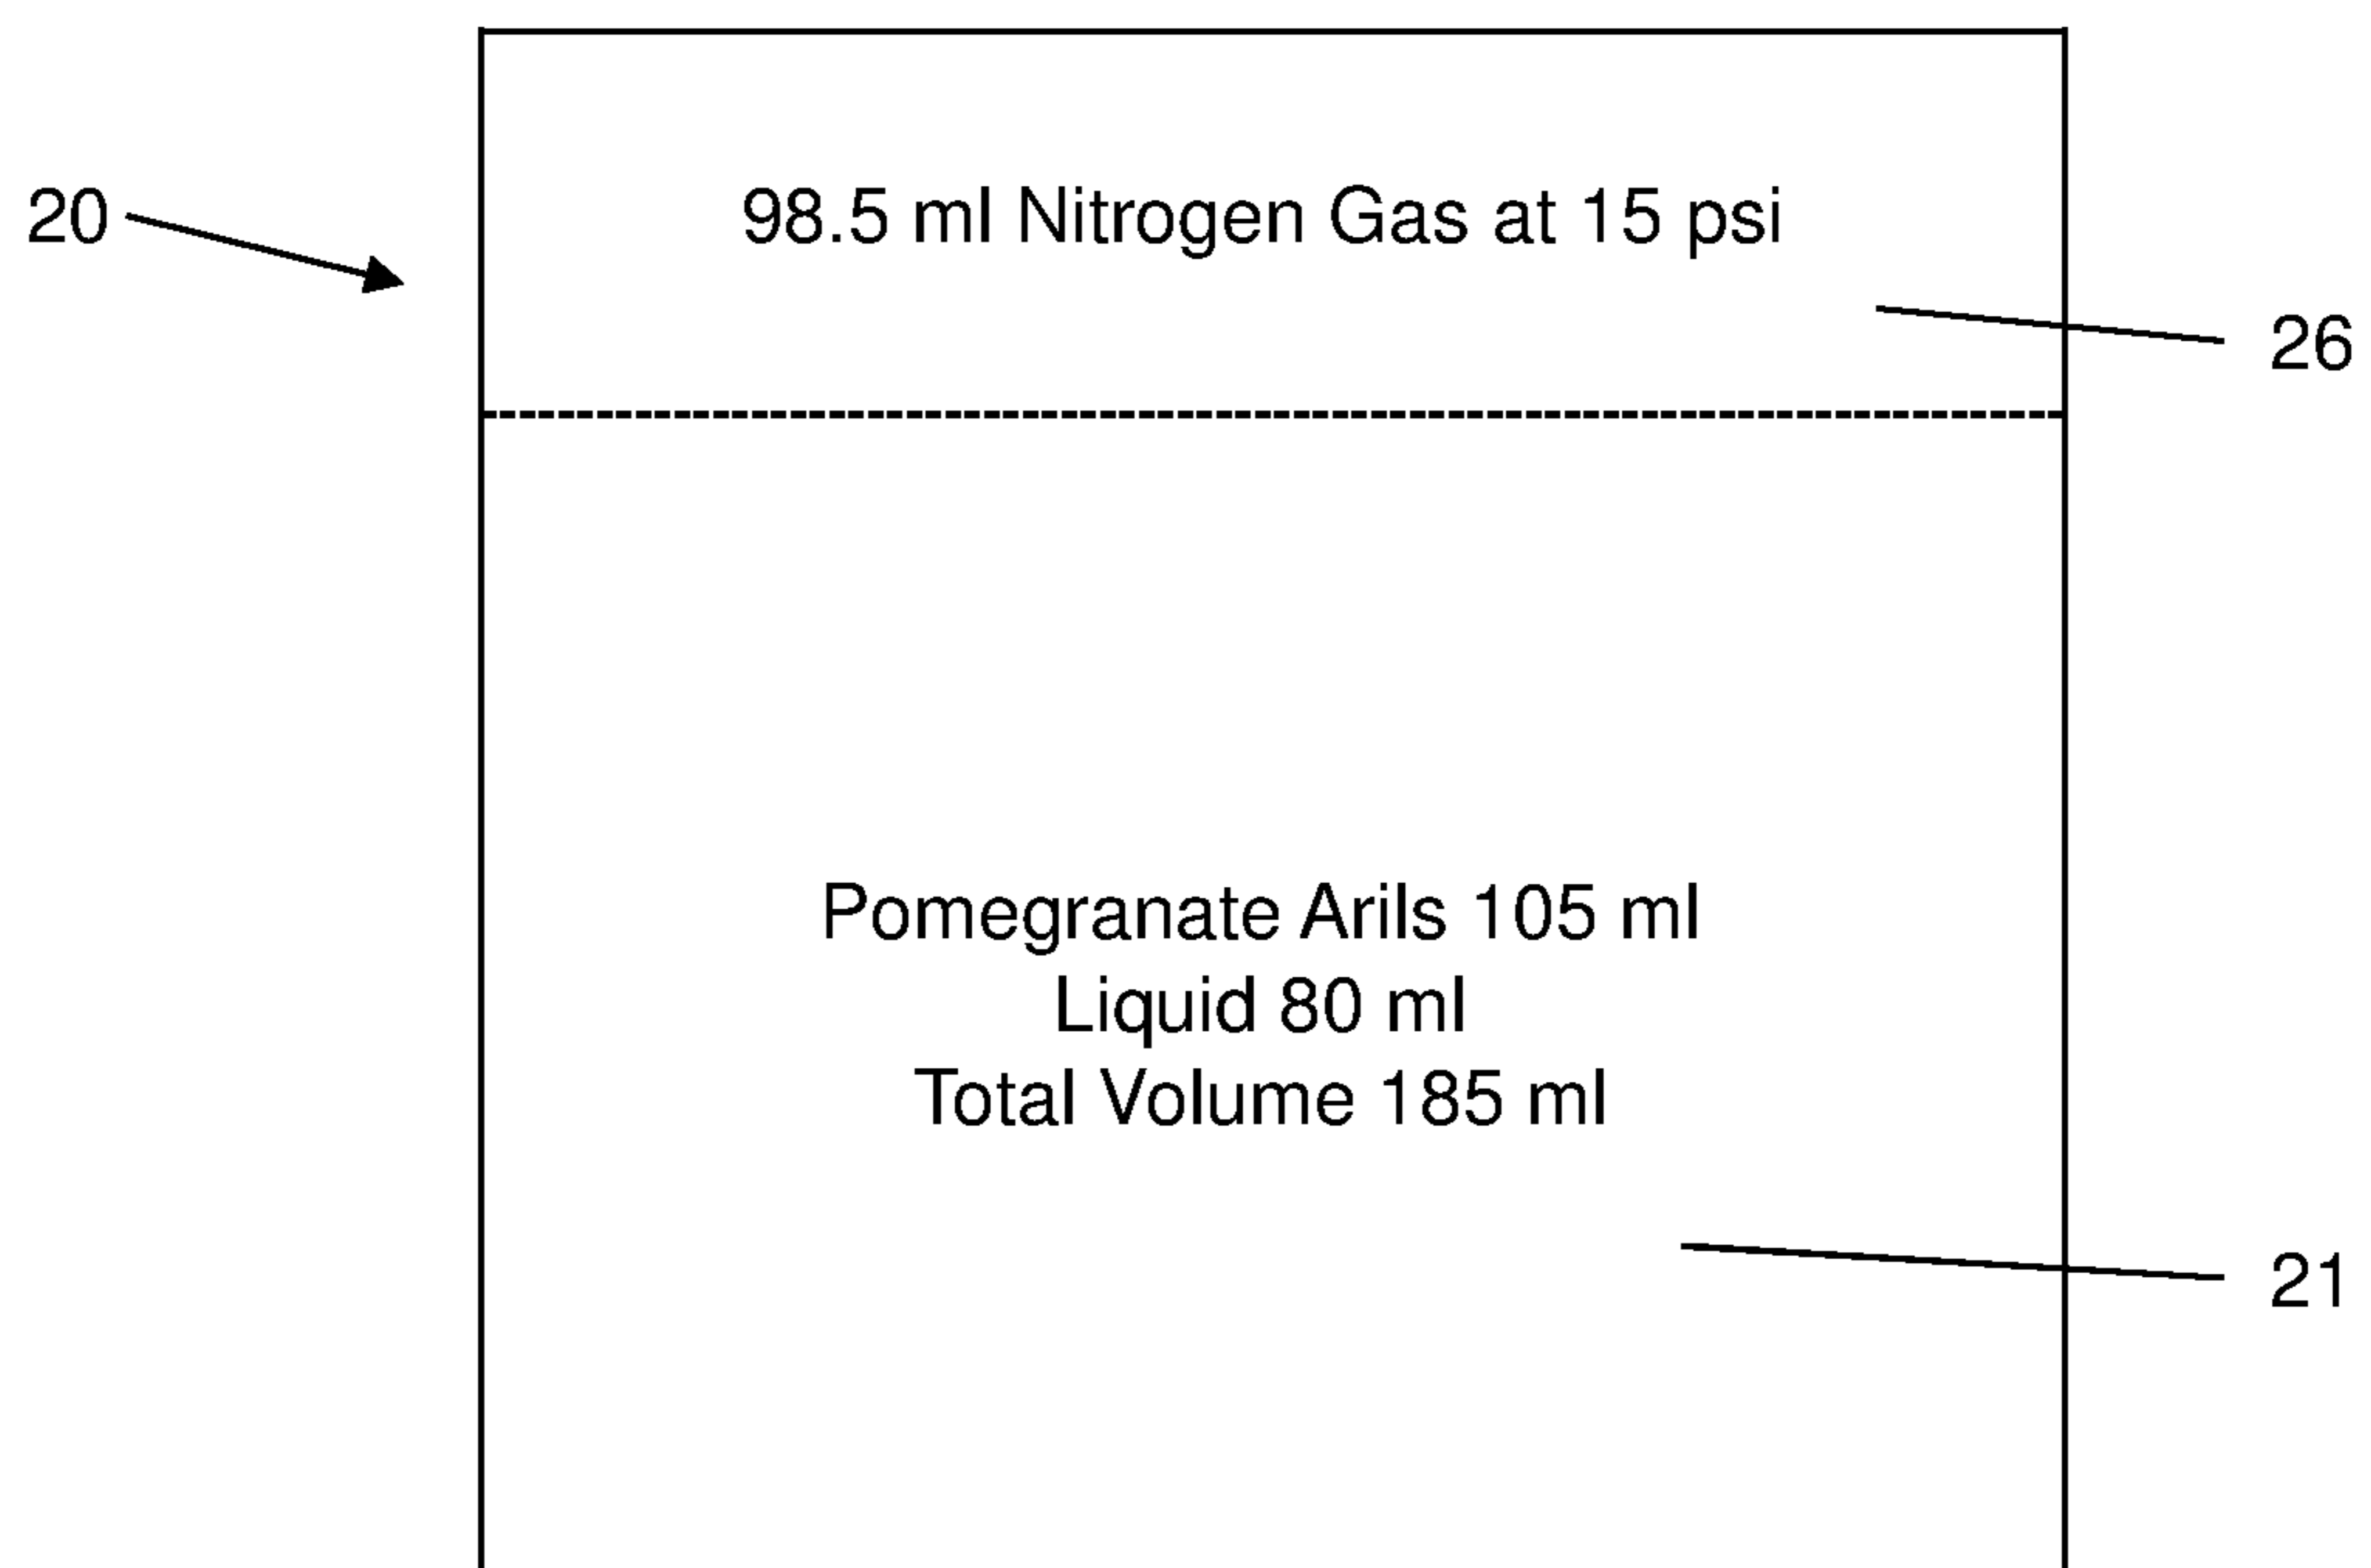 20
98.5 ml Nitrogen Gas at 15 psi
26
Pomegranate Arils 105 ml
Liquid 80 ml
Total Volume 185 ml
21